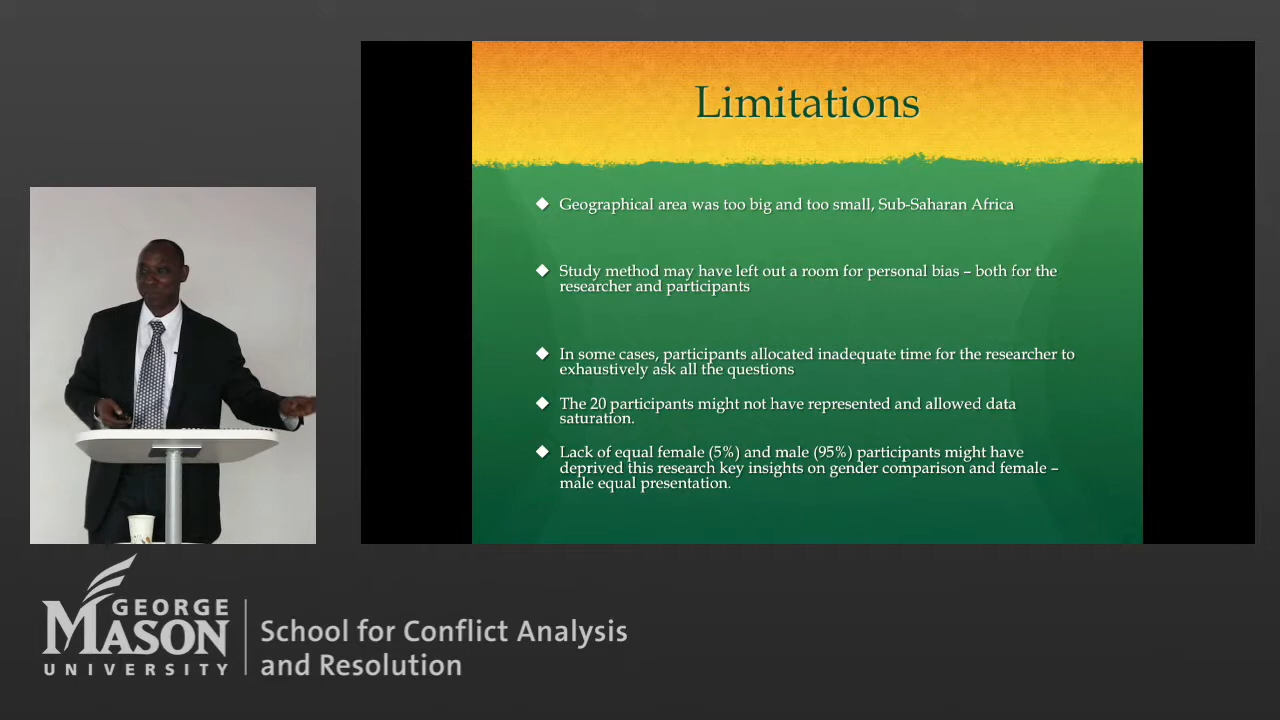 Limitations
Geographical area was too big and too small, Sub-Saharan Africa
Study method may have left out a room for personal bias – both for the
researcher and participants
In some cases, participants allocated inadequate time for the researcher to
exhaustively ask all the questions
The 20 participants might not have represented and allowed data
saturation.
Lack of equal female (5%) and male (95%) participants might have
deprived this research key insights on gender comparison and female –
male equal presentation.
GEORGE
MASON
UNIVERSITY
School for Conflict Analysis
and Resolution